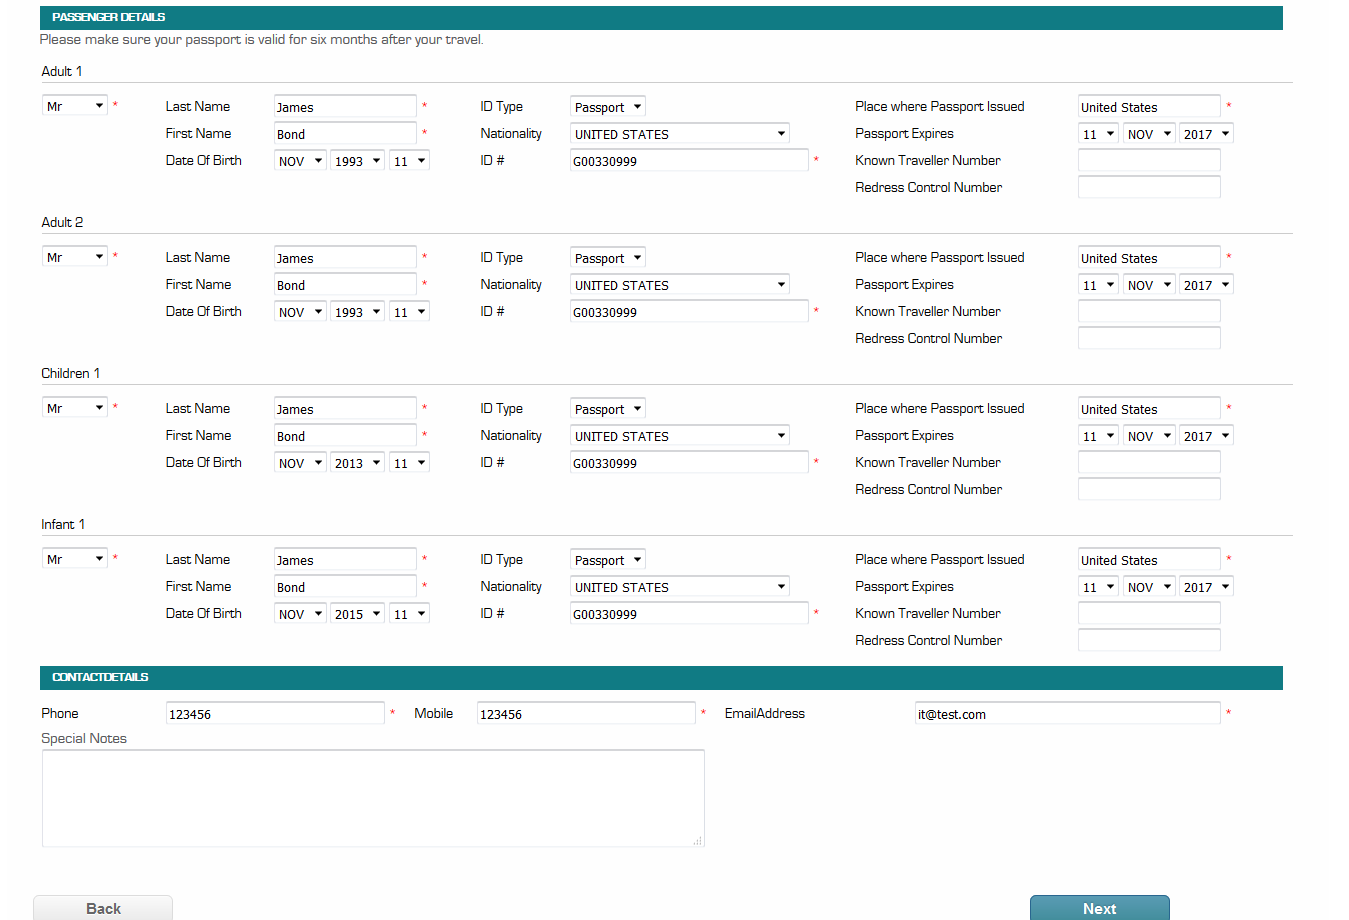 PASSENGER DETAILS
Please make sure your passport is valid for six months after your travel.
Adult 1
Mr * Last Name James * ID Type Passport Place where Passport Issued United States *
First Name Bond * Nationality UNITED STATES Passport Expires 11 NOV 2017
Date Of Birth NOV 1993 11 ID # G00330999 * Known Traveller Number
Redress Control Number
Adult 2
Mr * Last Name James * ID Type Passport Place where Passport Issued United States *
First Name Bond * Nationality UNITED STATES Passport Expires 11 NOV 2017
Date Of Birth NOV 1993 11 ID # G00330999 * Known Traveller Number
Redress Control Number
Children 1
Mr * Last Name James * ID Type Passport Place where Passport Issued United States *
First Name Bond * Nationality UNITED STATES Passport Expires 11 NOV 2017
Date Of Birth NOV 2013 11 ID # G00330999 * Known Traveller Number
Redress Control Number
Infant 1
Mr * Last Name James * ID Type Passport Place where Passport Issued United States *
First Name Bond * Nationality UNITED STATES Passport Expires 11 NOV 2017
Date Of Birth NOV 2015 11 ID # G00330999 * Known Traveller Number
Redress Control Number
CONTACTDETAILS
Phone 123456 * Mobile 123456 * EmailAddress it@test.com *
Special Notes
Back Next